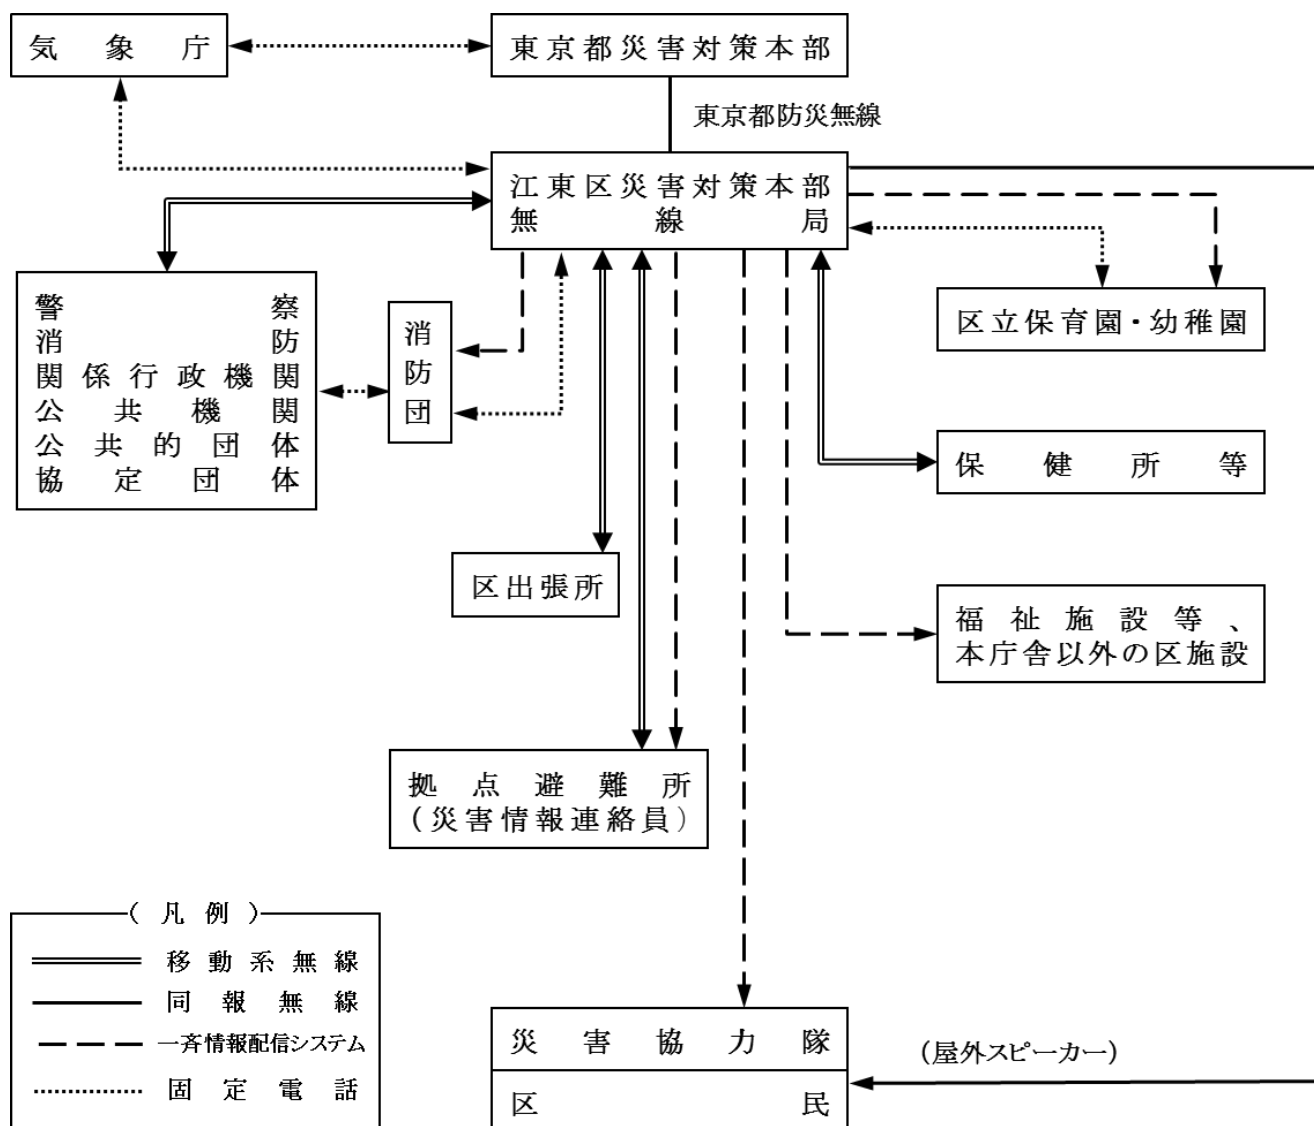 気象庁
東京都災害対策本部
東京都防災無線
江東区災害対策本部
無線局
警察
消防
関係行政機関
公共機関
公共的団体
協定団体
消防団
区立保育園・幼稚園
保健所等
区出張所
福祉施設等、
本庁舎以外の区施設
拠点避難所
(災害情報連絡員)
(凡例)
移動系無線
同報無線
一斉情報配信システム
固定電話
災害協力隊
区民
(屋外スピーカー)